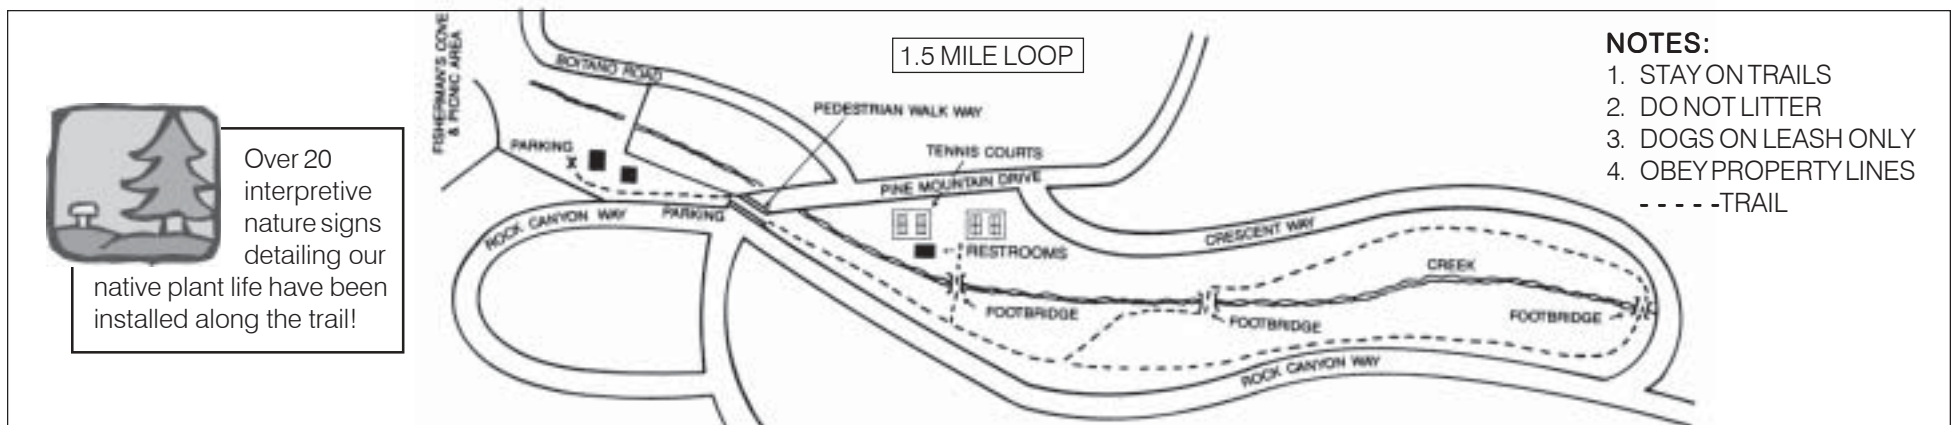 Over 20
interpretive
nature signs
detailing our
native plant life have been
installed along the trail!
FISHERMAN'S COVE
& PICNIC AREA
BOITANO ROAD
1.5 MILE LOOP
PEDESTRIAN WALK WAY
PARKING
TENNIS COURTS
PINE MOUNTAIN DRIVE
ROCK CANYON WAY
PARKING
CRESCENT WAY
RESTROOMS
CREEK
FOOTBRIDGE
FOOTBRIDGE
FOOTBRIDGE
ROCK CANYON WAY
NOTES:
1. STAY ON TRAILS
2. DO NOT LITTER
3. DOGS ON LEASH ONLY
4. OBEY PROPERTY LINES
- - - - -TRAIL